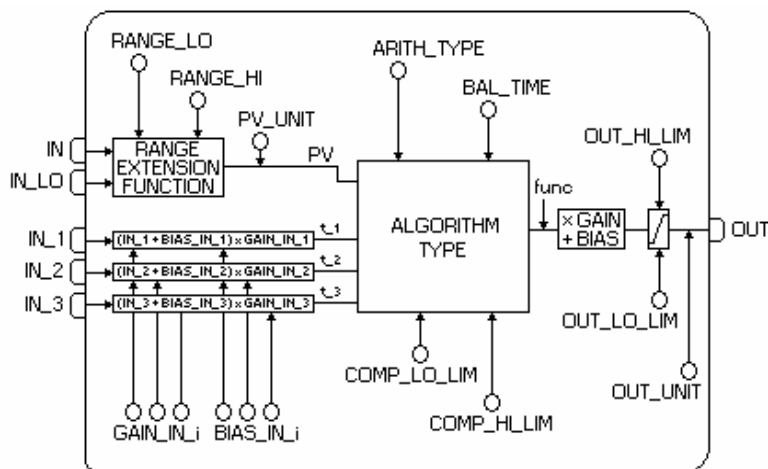 RANGE_LO
ARITH_TYPE
RANGE_HI
BAL_TIME
PV_UNIT
OUT_HI_LIM
IN
RANGE
EXTENSION
FUNCTION
PV
IN_LO
func
ALGORITHM
TYPE
× GAIN
+ BIAS
OUT
IN_1
(IN_1 + BIAS_IN_1) × GAIN_IN_1
t_1
IN_2
(IN_2 + BIAS_IN_2) × GAIN_IN_2
t_2
IN_3
(IN_3 + BIAS_IN_3) × GAIN_IN_3
t_3
OUT_LO_LIM
COMP_LO_LIM
OUT_UNIT
COMP_HI_LIM
GAIN_IN_i
BIAS_IN_i